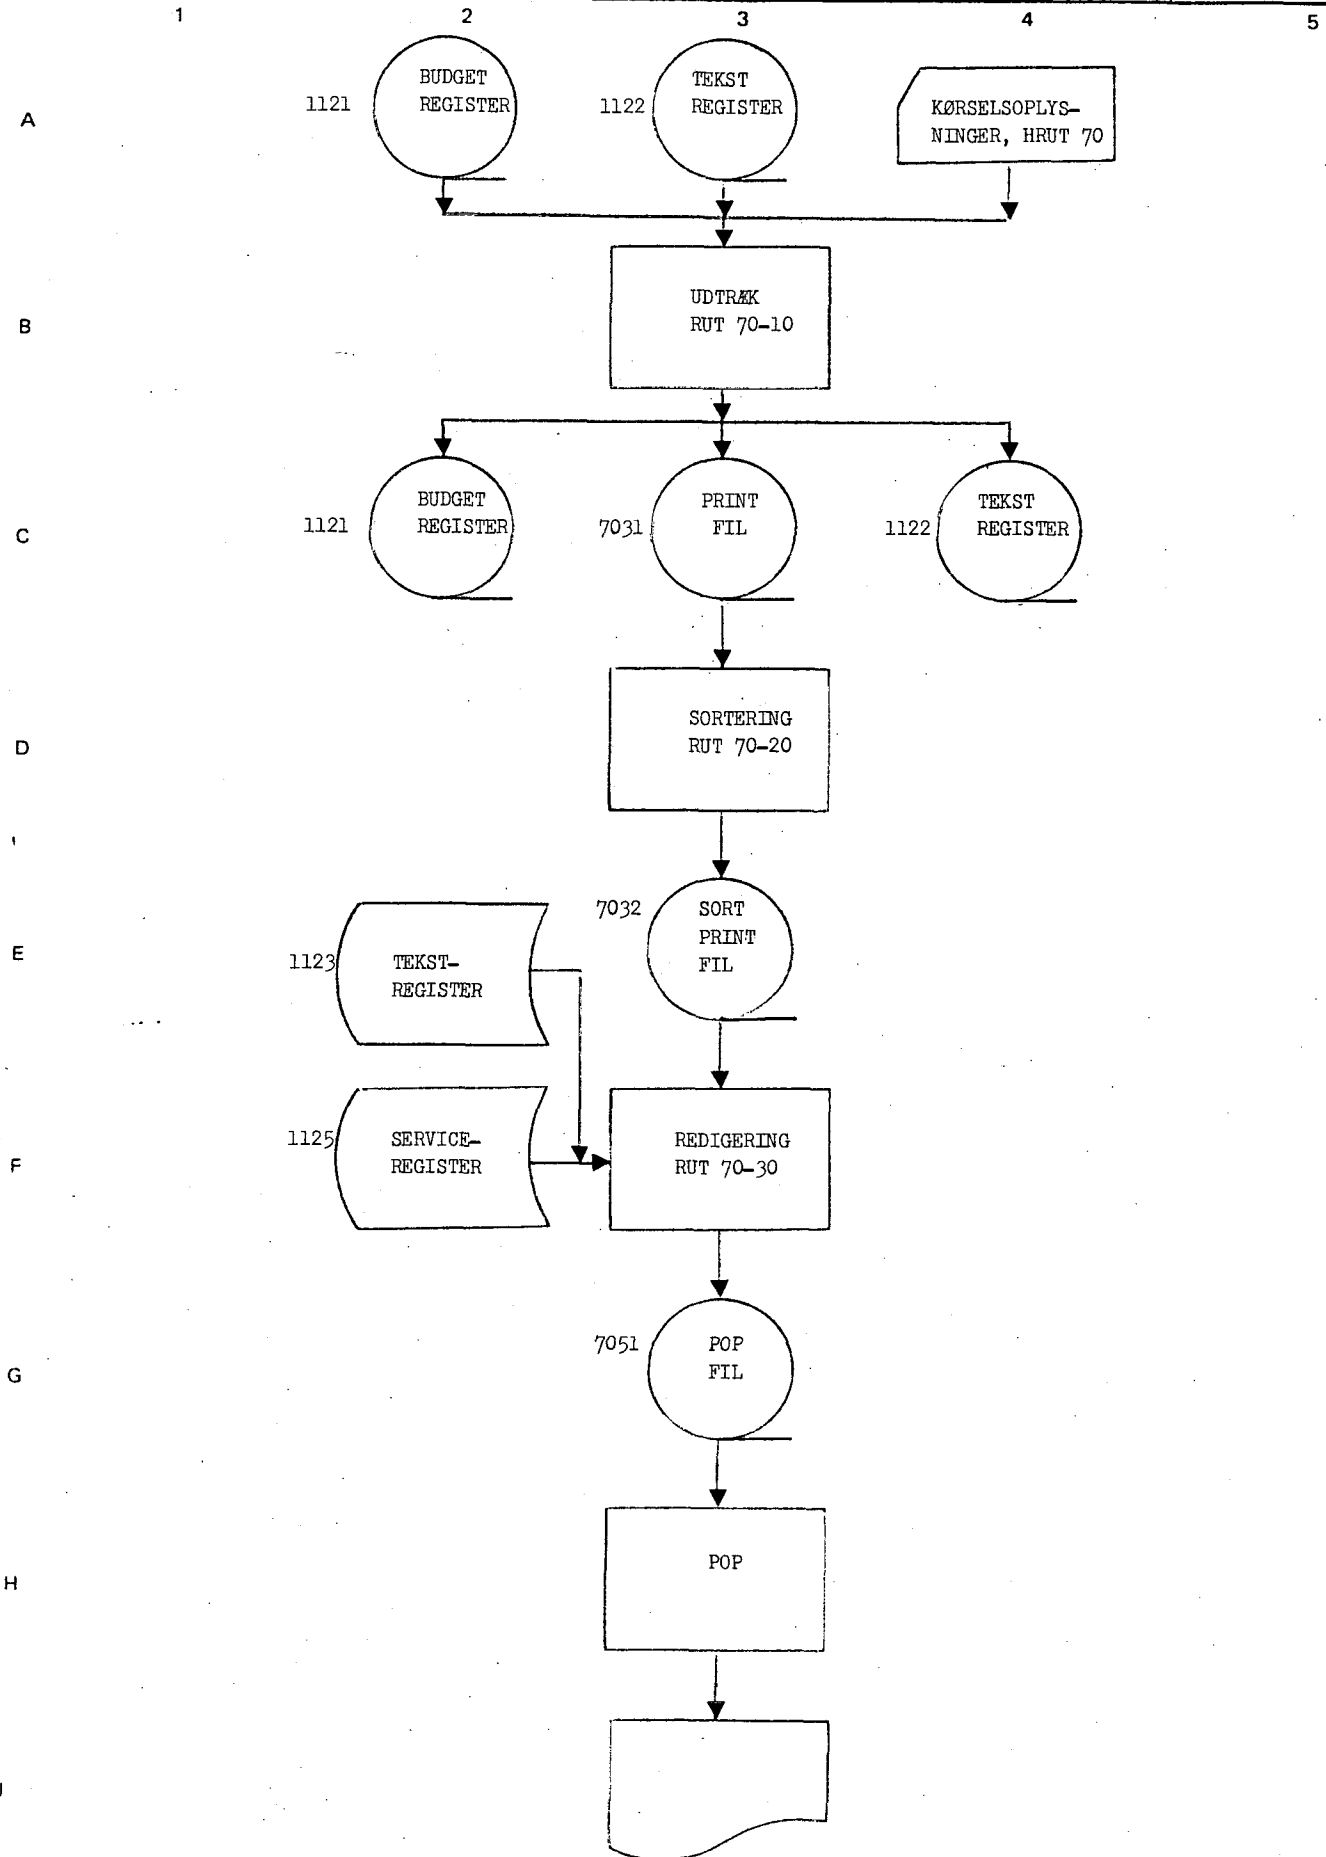 1 2 3 4 5
A
1121
BUDGET
REGISTER
1122
TEKST
REGISTER
KØRSELSOPLYS-
NINGER, HRUT 70
B
UDTRÆK
RUT 70-10
C
1121
BUDGET
REGISTER
7031
PRINT
FIL
1122
TEKST
REGISTER
D
SORTERING
RUT 70-20
E
1123
TEKST-
REGISTER
7032
SORT
PRINT
FIL
F
1125
SERVICE-
REGISTER
REDIGERING
RUT 70-30
G
7051
POP
FIL
H
POP